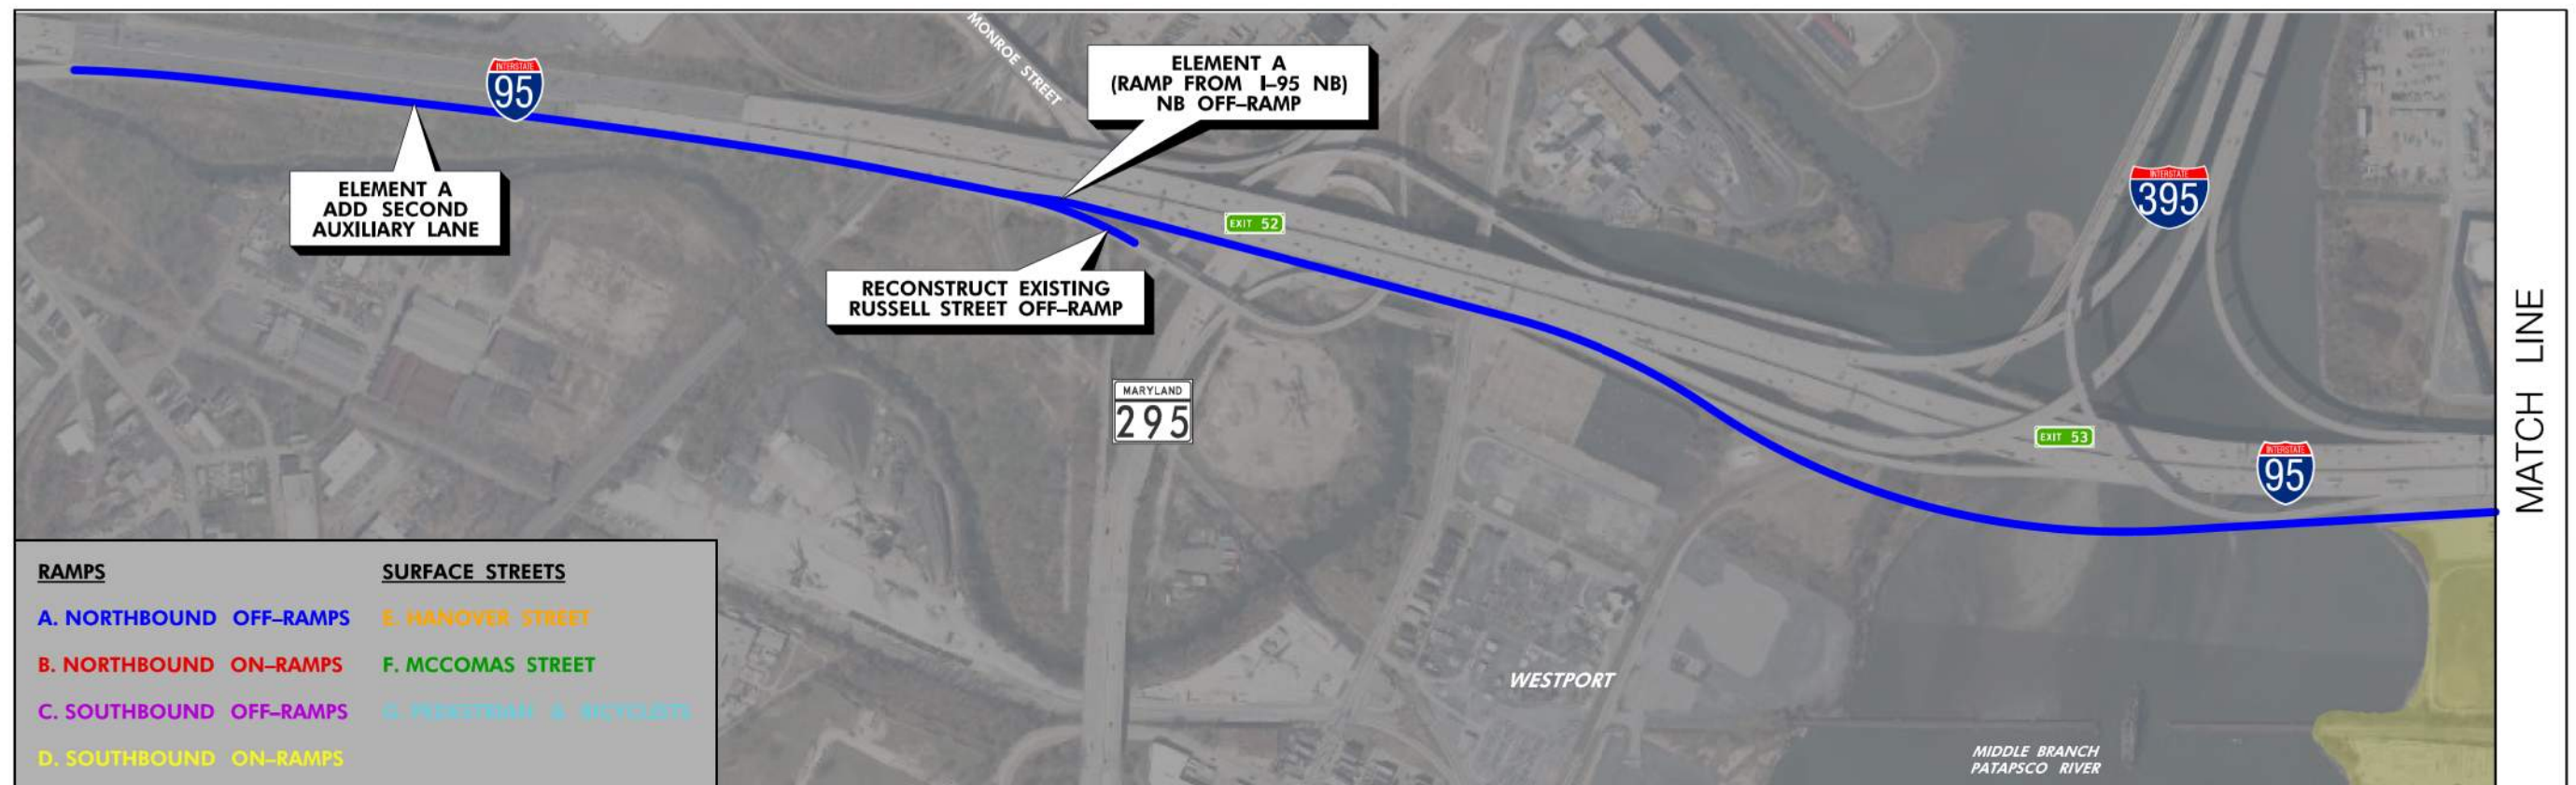 MONROE STREET
INTERSTATE
95
ELEMENT A
(RAMP FROM I–95 NB)
NB OFF–RAMP
ELEMENT A
ADD SECOND
AUXILIARY LANE
EXIT 52
INTERSTATE
395
RECONSTRUCT EXISTING
RUSSELL STREET OFF–RAMP
MARYLAND
295
EXIT 53
INTERSTATE
95
MATCH LINE
RAMPS
A. NORTHBOUND OFF–RAMPS
B. NORTHBOUND ON–RAMPS
C. SOUTHBOUND OFF–RAMPS
D. SOUTHBOUND ON–RAMPS
SURFACE STREETS
E. HANOVER STREET
F. MCCOMAS STREET
G. PEDESTRIAN & BICYCLISTS
WESTPORT
MIDDLE BRANCH
PATAPSCO RIVER